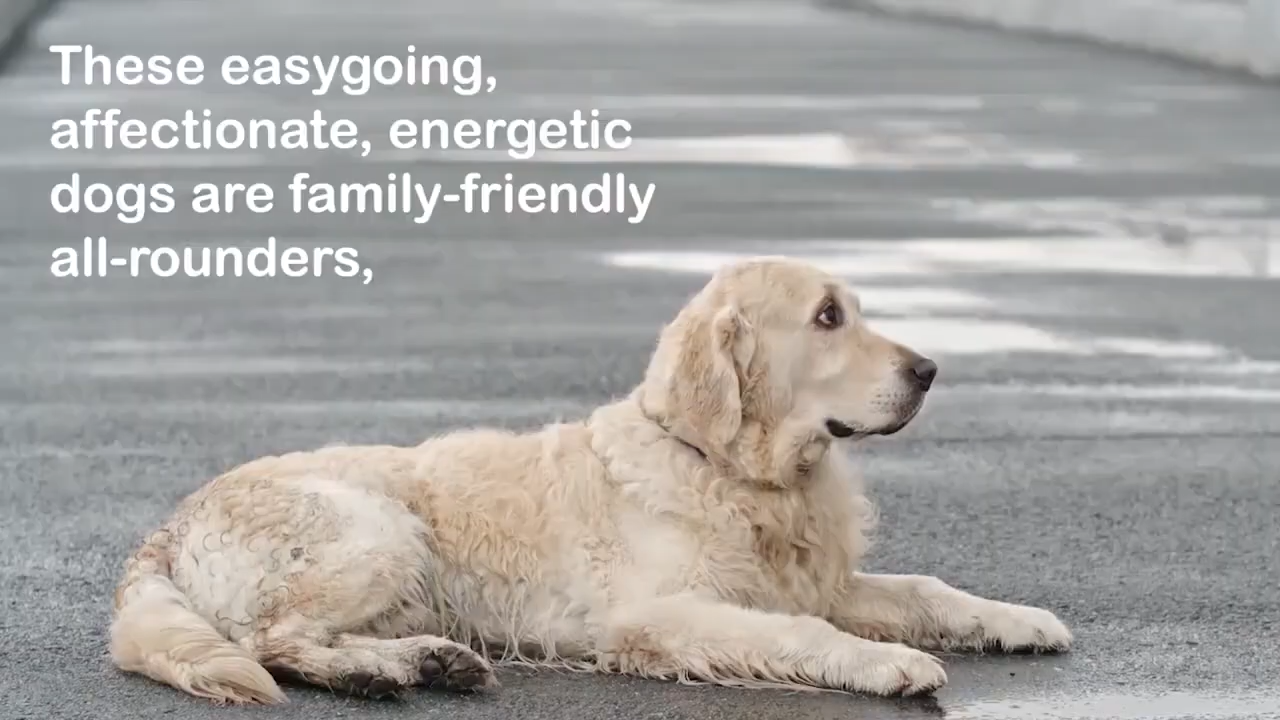 These easygoing,
affectionate, energetic
dogs are family-friendly
all-rounders,